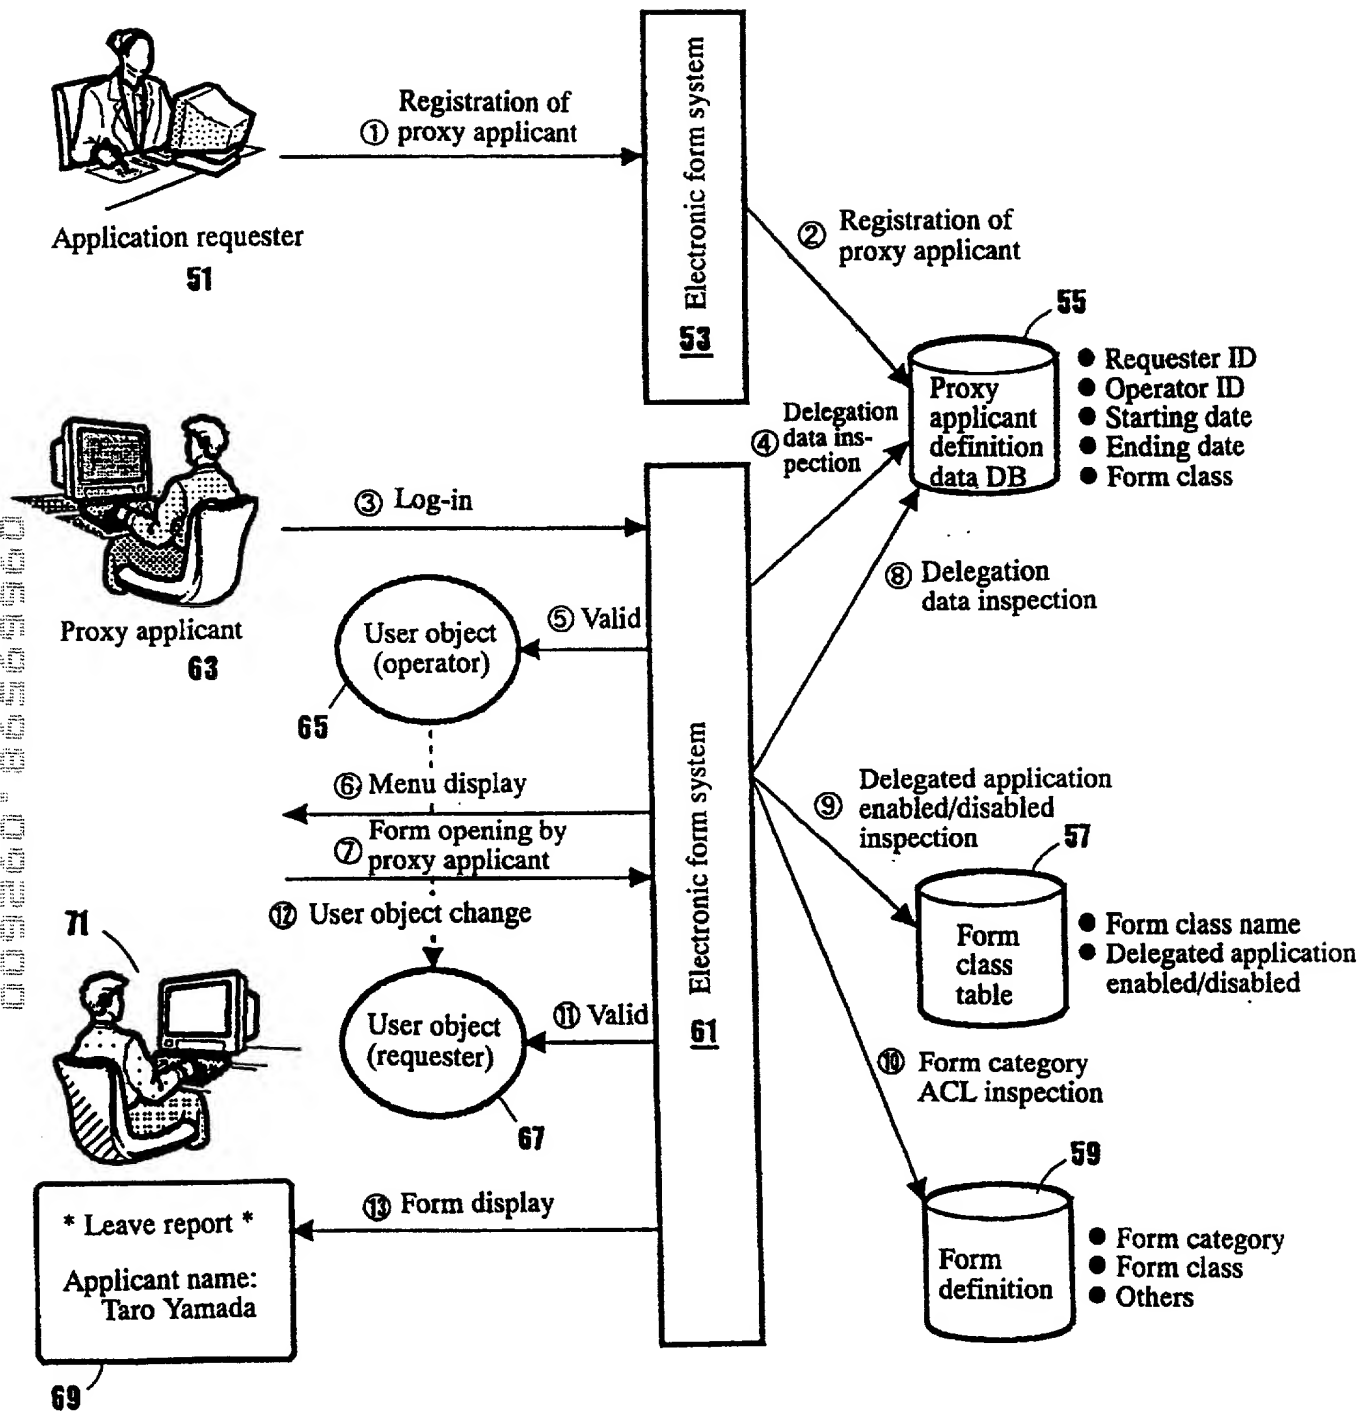 Registration of
① proxy applicant
Application requester
51
Electronic form system
53
② Registration of
proxy applicant
55
Proxy
applicant
definition
data DB
● Requester ID
● Operator ID
● Starting date
● Ending date
● Form class
Delegation
④ data ins-
pection
③ Log-in
Proxy applicant
63
⑤ Valid
User object
(operator)
65
⑧ Delegation
data inspection
⑥ Menu display
Form opening by
⑦ proxy applicant
⑫ User object change
Electronic form system
61
Delegated application
⑨ enabled/disabled
inspection
57
Form
class
table
● Form class name
● Delegated application
enabled/disabled
71
⑪ Valid
User object
(requester)
67
⑩ Form category
ACL inspection
59
Form
definition
● Form category
● Form class
● Others
⑬ Form display
* Leave report *
Applicant name:
Taro Yamada
69